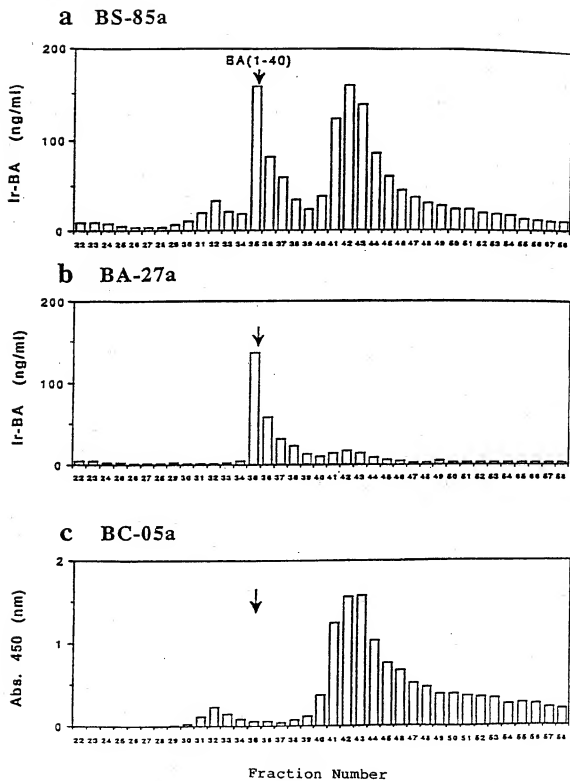 a BS-85a
BA(1-40)
Ir-BA (ng/ml)
200
100
0
22 23 24 25 26 27 28 29 30 31 32 33 34 35 36 37 38 39 40 41 42 43 44 45 46 47 48 49 50 51 52 53 54 55 56 57 58
b BA-27a
Ir-BA (ng/ml)
200
100
0
22 23 24 25 26 27 28 29 30 31 32 33 34 35 36 37 38 39 40 41 42 43 44 45 46 47 48 49 50 51 52 53 54 55 56 57 58
c BC-05a
Abs. 450 (nm)
2
1
0
22 23 24 25 26 27 28 29 30 31 32 33 34 35 36 37 38 39 40 41 42 43 44 45 46 47 48 49 50 51 52 53 54 55 56 57 58
Fraction Number